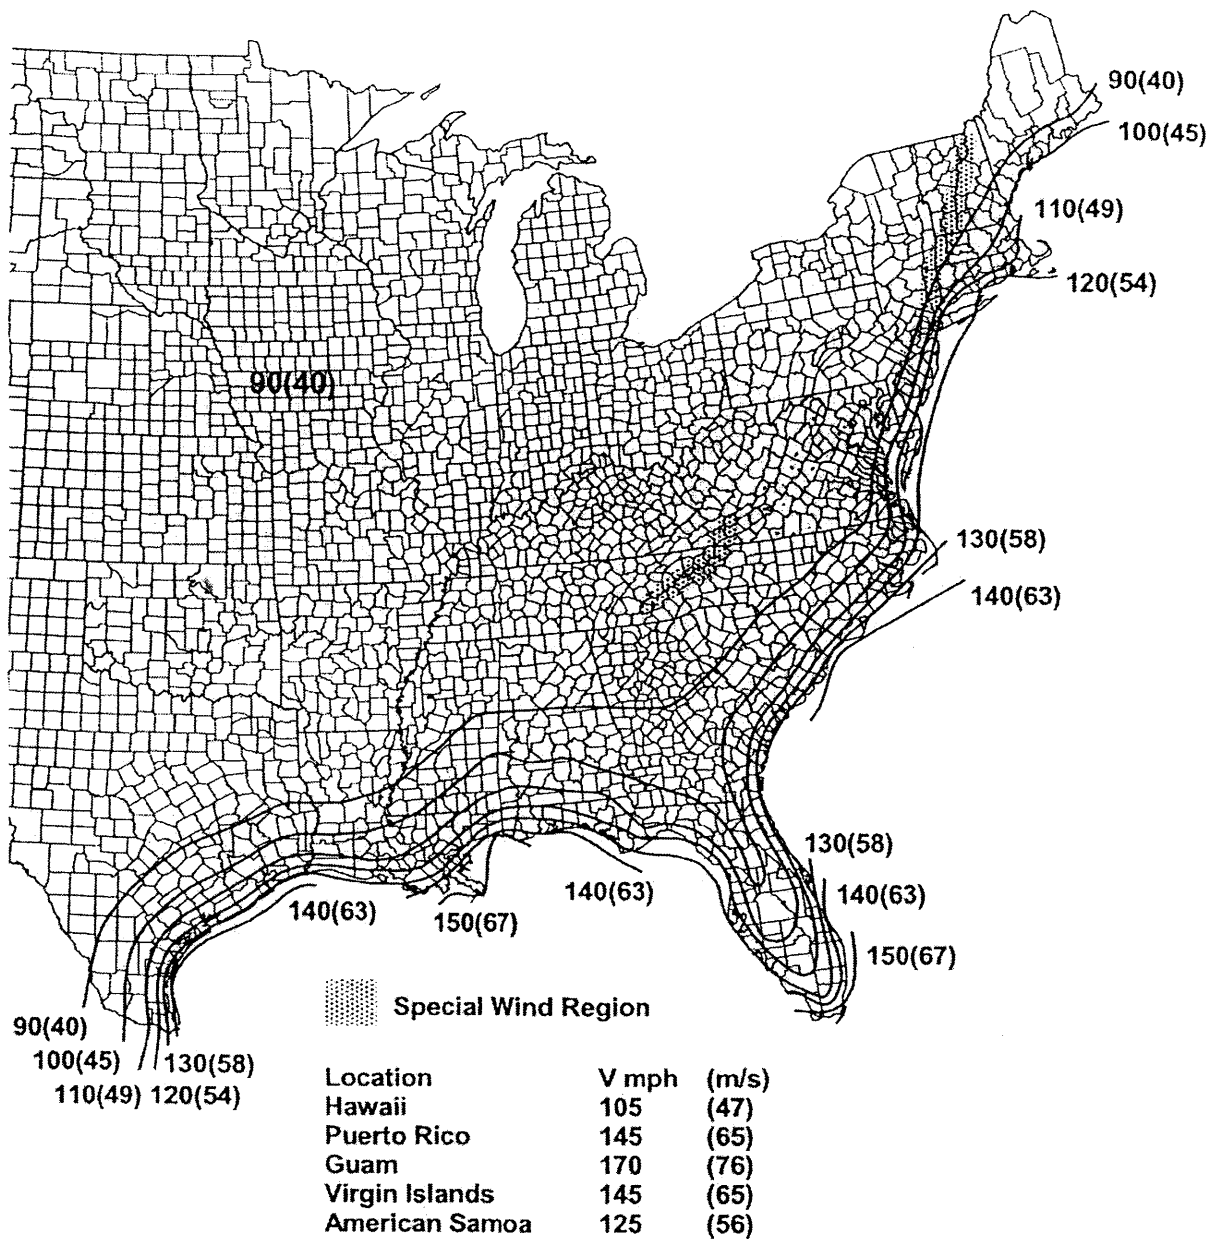 90(40)
100(45)
110(49)
120(54)
90(40)
130(58)
140(63)
130(58)
140(63)
140(63)
140(63)
150(67)
150(67)
Special Wind Region
90(40)
100(45) 130(58)
110(49) 120(54)
Location V mph (m/s)
Hawaii 105 (47)
Puerto Rico 145 (65)
Guam 170 (76)
Virgin Islands 145 (65)
American Samoa 125 (56)